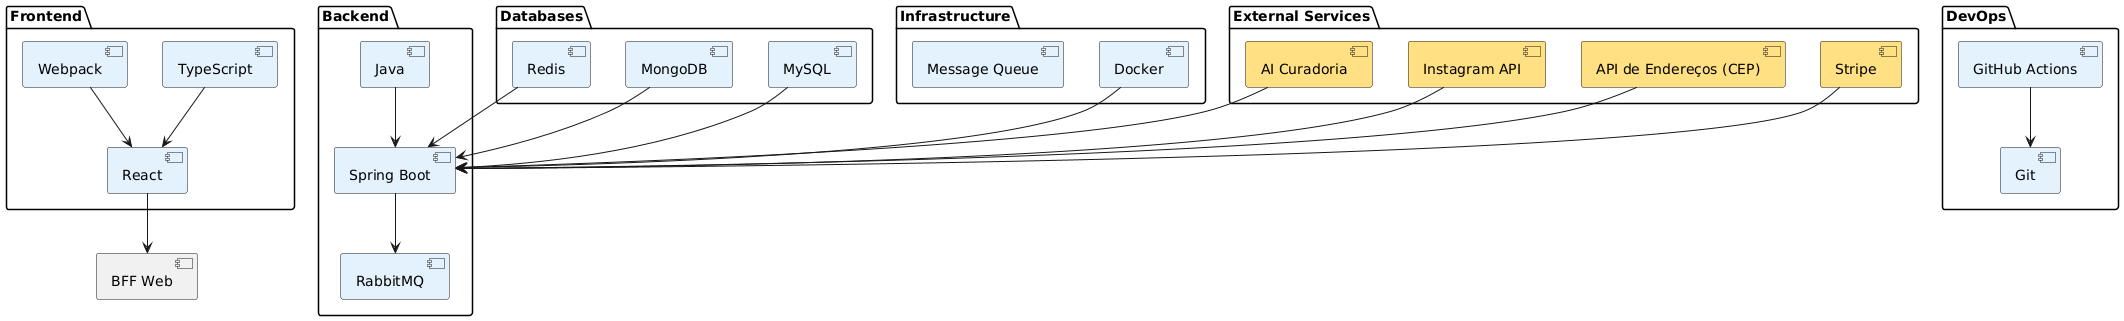 Frontend
Webpack
TypeScript
React
BFF Web
Backend
Java
Spring Boot
RabbitMQ
Databases
Redis
MongoDB
MySQL
Infrastructure
Message Queue
Docker
External Services
AI Curadoria
Instagram API
API de Endereços (CEP)
Stripe
DevOps
GitHub Actions
Git